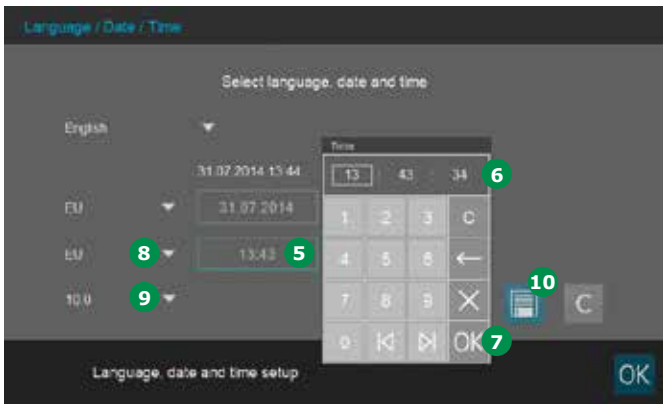 Language / Date / Time
Select language, date and time
English
31.07.2014 13:44
EU
31.07.2014
EU
8
13:43
5
10.0
9
Time
13 : 43 : 34
6
1 2 3 C
4 5 6 ←
7 8 9 X
0 OK
7
10
C
Language, date and time setup
OK